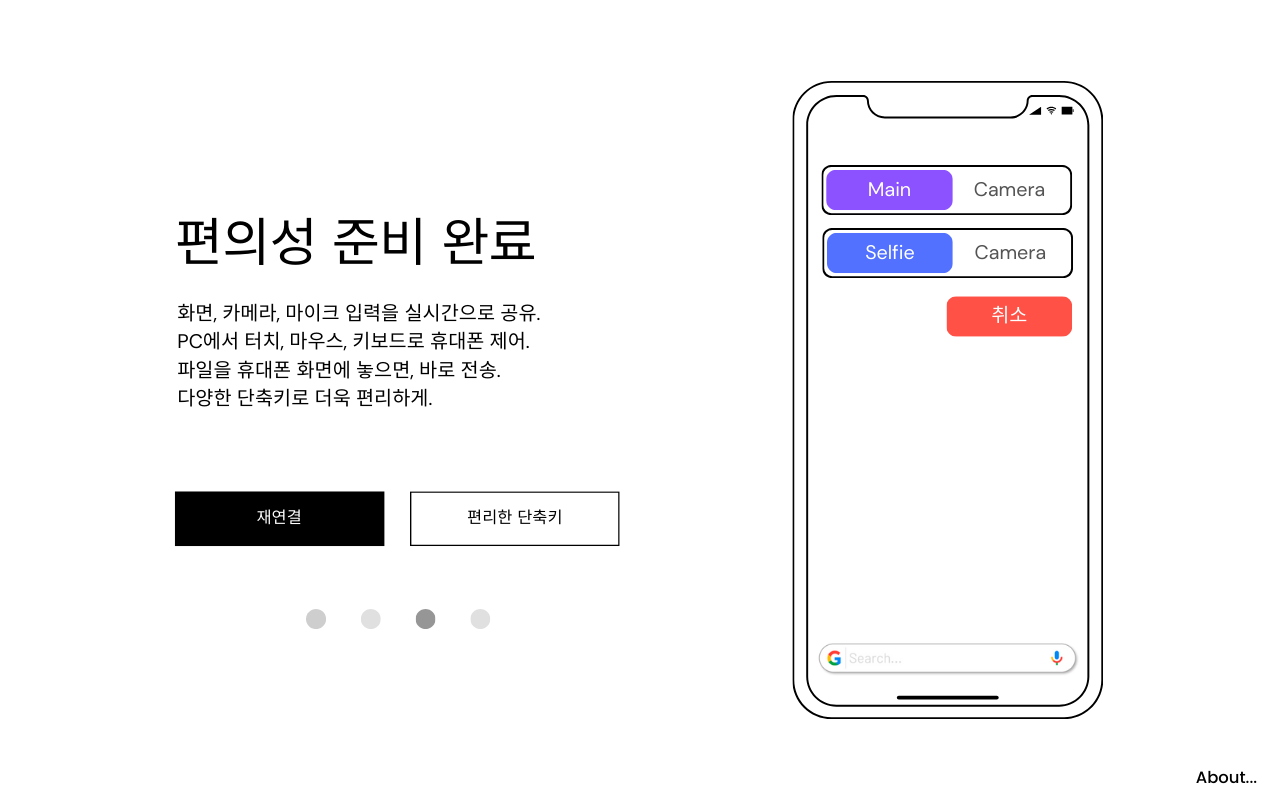 편의성 준비 완료
화면, 카메라, 마이크 입력을 실시간으로 공유.
PC에서 터치, 마우스, 키보드로 휴대폰 제어.
파일을 휴대폰 화면에 놓으면, 바로 전송.
다양한 단축키로 더욱 편리하게.
재연결
편리한 단축키
Main Camera
Selfie Camera
취소
G Search...
About...